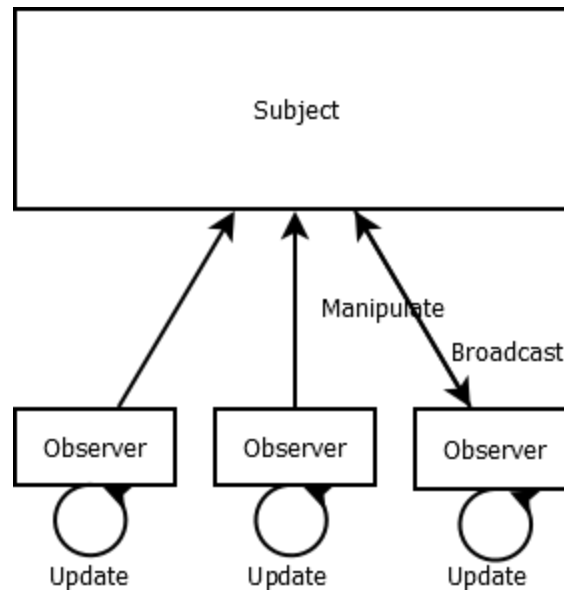 Subject
Manipulate
Broadcast
Observer
Observer
Observer
Update
Update
Update